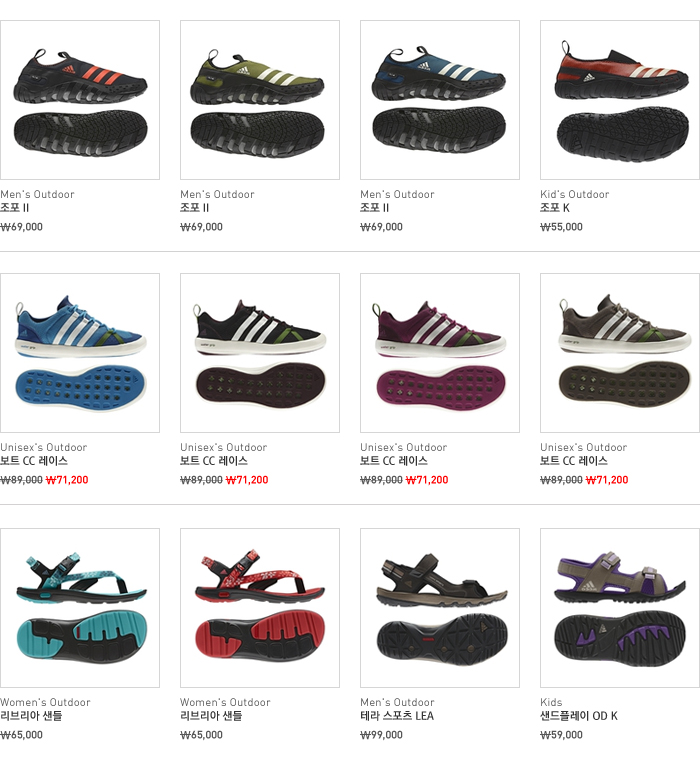 Men's Outdoor
조포 II
₩69,000
Men's Outdoor
조포 II
₩69,000
Men's Outdoor
조포 II
₩69,000
Kid's Outdoor
조포 K
₩55,000
Unisex's Outdoor
보트 CC 레이스
₩89,000 ₩71,200
Unisex's Outdoor
보트 CC 레이스
₩89,000 ₩71,200
Unisex's Outdoor
보트 CC 레이스
₩89,000 ₩71,200
Unisex's Outdoor
보트 CC 레이스
₩89,000 ₩71,200
Women's Outdoor
리브리아 샌들
₩65,000
Women's Outdoor
리브리아 샌들
₩65,000
Men's Outdoor
테라 스포츠 LEA
₩99,000
Kids
샌드플레이 OD K
₩59,000